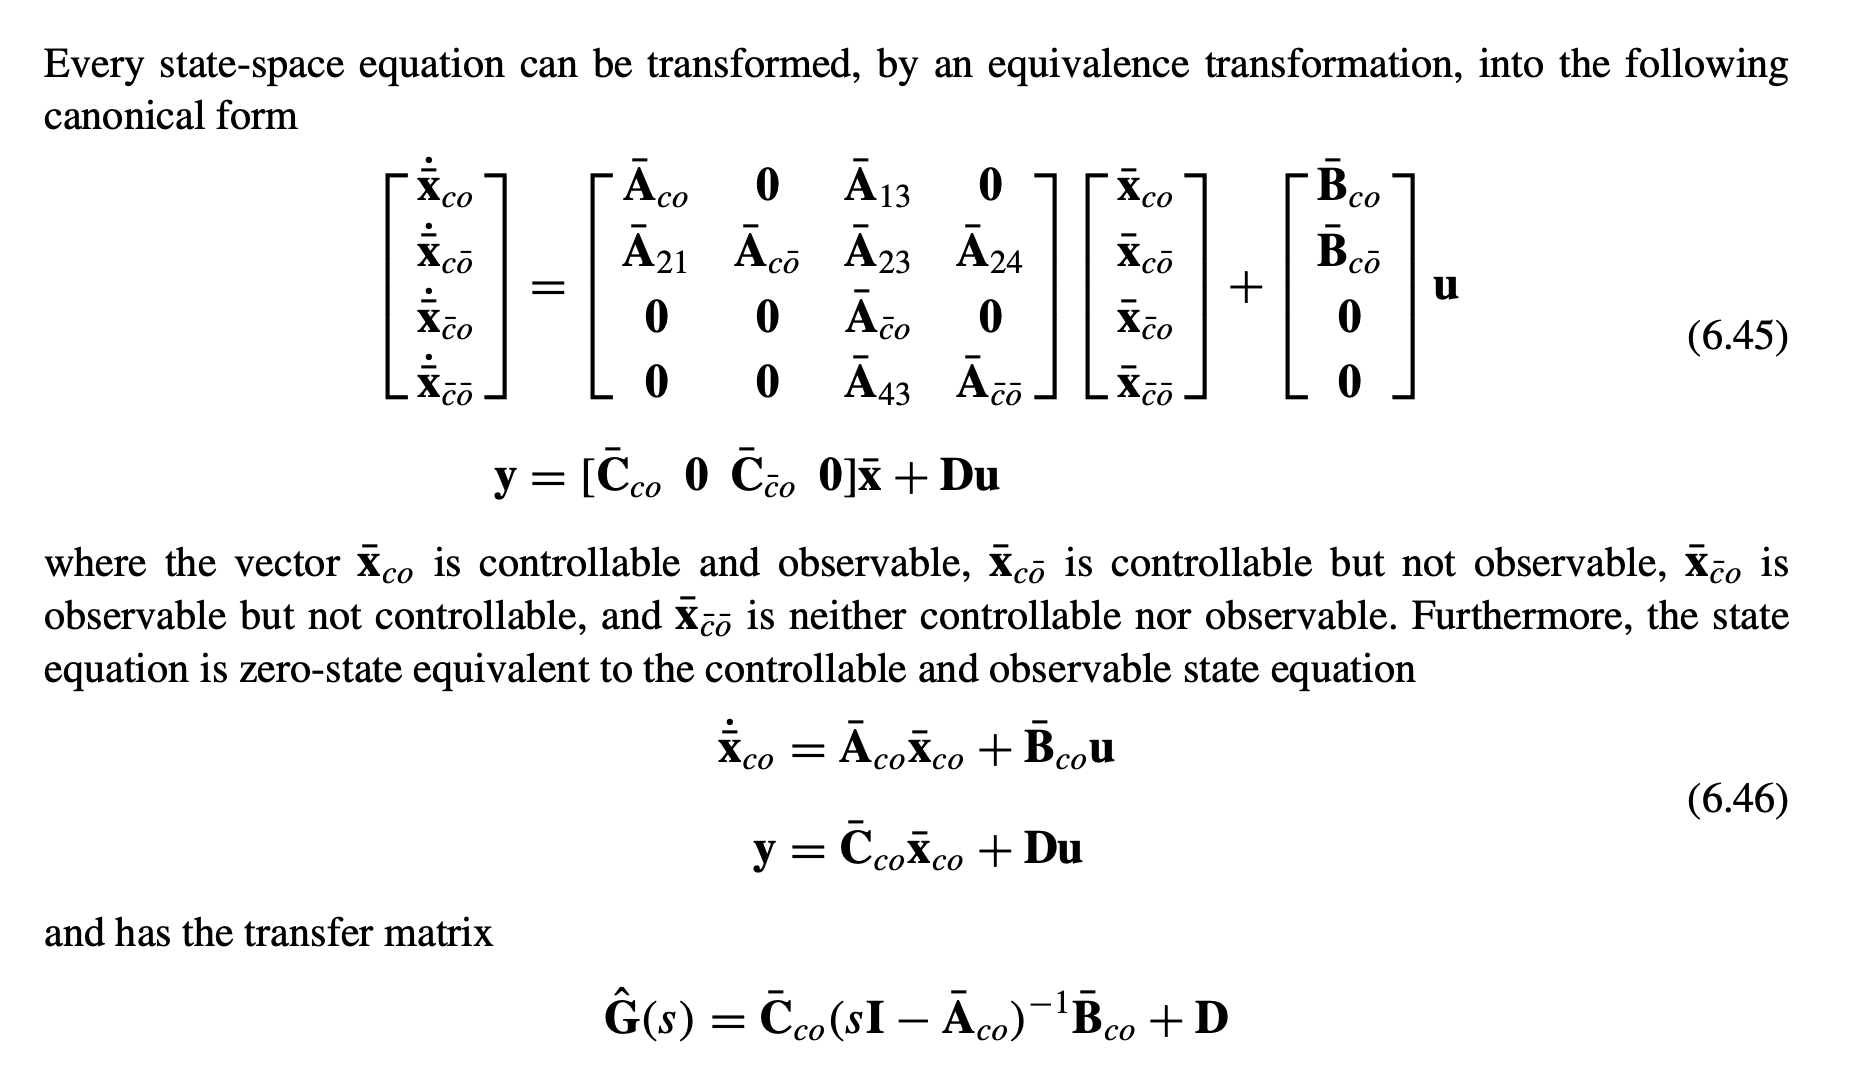 Every state-space equation can be transformed, by an equivalence transformation, into the following
canonical form
$$\begin{bmatrix} \dot{\bar{\mathbf{x}}}_{co} \\ \dot{\bar{\mathbf{x}}}_{c\bar{o}} \\ \dot{\bar{\mathbf{x}}}_{\bar{c}o} \\ \dot{\bar{\mathbf{x}}}_{\bar{c}\bar{o}} \end{bmatrix} = \begin{bmatrix} \bar{\mathbf{A}}_{co} & \mathbf{0} & \bar{\mathbf{A}}_{13} & \mathbf{0} \\ \bar{\mathbf{A}}_{21} & \bar{\mathbf{A}}_{c\bar{o}} & \bar{\mathbf{A}}_{23} & \bar{\mathbf{A}}_{24} \\ \mathbf{0} & \mathbf{0} & \bar{\mathbf{A}}_{\bar{c}o} & \mathbf{0} \\ \mathbf{0} & \mathbf{0} & \bar{\mathbf{A}}_{43} & \bar{\mathbf{A}}_{\bar{c}\bar{o}} \end{bmatrix} \begin{bmatrix} \bar{\mathbf{x}}_{co} \\ \bar{\mathbf{x}}_{c\bar{o}} \\ \bar{\mathbf{x}}_{\bar{c}o} \\ \bar{\mathbf{x}}_{\bar{c}\bar{o}} \end{bmatrix} + \begin{bmatrix} \bar{\mathbf{B}}_{co} \\ \bar{\mathbf{B}}_{c\bar{o}} \\ \mathbf{0} \\ \mathbf{0} \end{bmatrix} \mathbf{u}$$
(6.45)
$$\mathbf{y} = [\bar{\mathbf{C}}_{co} \ \mathbf{0} \ \bar{\mathbf{C}}_{\bar{c}o} \ \mathbf{0}]\bar{\mathbf{x}} + \mathbf{D}\mathbf{u}$$
where the vector $\bar{\mathbf{x}}_{co}$ is controllable and observable, $\bar{\mathbf{x}}_{c\bar{o}}$ is controllable but not observable, $\bar{\mathbf{x}}_{\bar{c}o}$ is
observable but not controllable, and $\bar{\mathbf{x}}_{\bar{c}\bar{o}}$ is neither controllable nor observable. Furthermore, the state
equation is zero-state equivalent to the controllable and observable state equation
$$\dot{\bar{\mathbf{x}}}_{co} = \bar{\mathbf{A}}_{co}\bar{\mathbf{x}}_{co} + \bar{\mathbf{B}}_{co}\mathbf{u}$$
(6.46)
$$\mathbf{y} = \bar{\mathbf{C}}_{co}\bar{\mathbf{x}}_{co} + \mathbf{D}\mathbf{u}$$
and has the transfer matrix
$$\hat{\mathbf{G}}(s) = \bar{\mathbf{C}}_{co}(s\mathbf{I} - \bar{\mathbf{A}}_{co})^{-1}\bar{\mathbf{B}}_{co} + \mathbf{D}$$